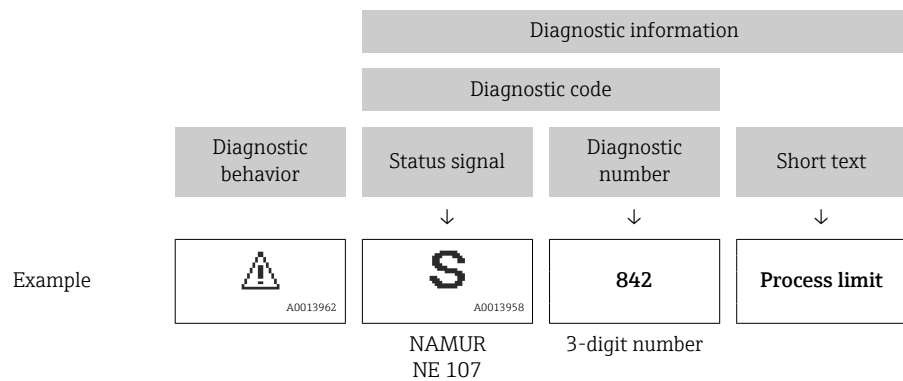 Diagnostic information
Diagnostic code
Diagnostic
behavior
Status signal
Diagnostic
number
Short text
↓
↓
↓
Example
⚠
A0013962
S
A0013958
842
Process limit
NAMUR
NE 107
3-digit number